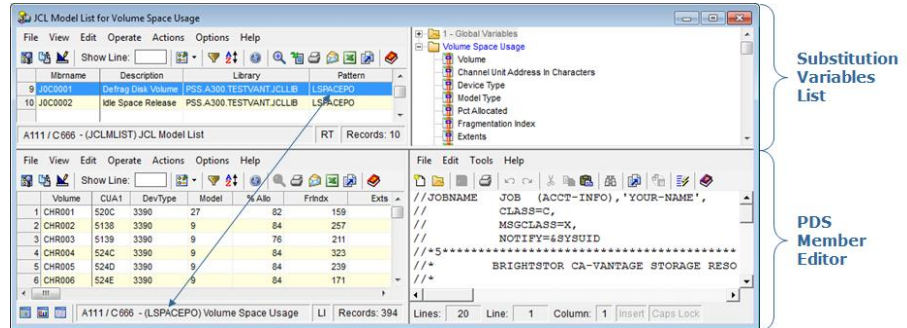 JCL Model List for Volume Space Usage
File View Edit Operate Actions Options Help
Show Line:
Mbrname Description Library Pattern
9 J0C0001 Defrag Disk Volume PSS.A300.TESTVANT.JCLLIB LSPACEPO
10 J0C0002 Idle Space Release PSS.A300.TESTVANT.JCLLIB LSPACEPO
A111 / C666 - (JCLMLIST) JCL Model List RT Records: 10
1 - Global Variables
Volume Space Usage
Volume
Channel Unit Address In Characters
Device Type
Model Type
Pct Allocated
Fragmentation Index
Extents
Substitution
Variables
List
File View Edit Operate Actions Options Help
Show Line:
Volume CUA1 DevType Model % Allo FrIndx Exts
1 CHR001 520C 3390 27 82 159
2 CHR002 5138 3390 9 84 257
3 CHR003 5139 3390 9 76 211
4 CHR004 524C 3390 9 84 323
5 CHR005 524D 3390 9 84 239
6 CHR006 524E 3390 9 84 171
A111 / C666 - (LSPACEPO) Volume Space Usage LI Records: 394
File Edit Tools Help
//JOBNAME JOB (ACCT-INFO),'YOUR-NAME',
// CLASS=C,
// MSGCLASS=X,
// NOTIFY=&SYSUID
//*5****************************************
//* BRIGHTSTOR CA-VANTAGE STORAGE RESO
//*
Lines: 20 Line: 1 Column: 1 Insert Caps Lock
PDS
Member
Editor